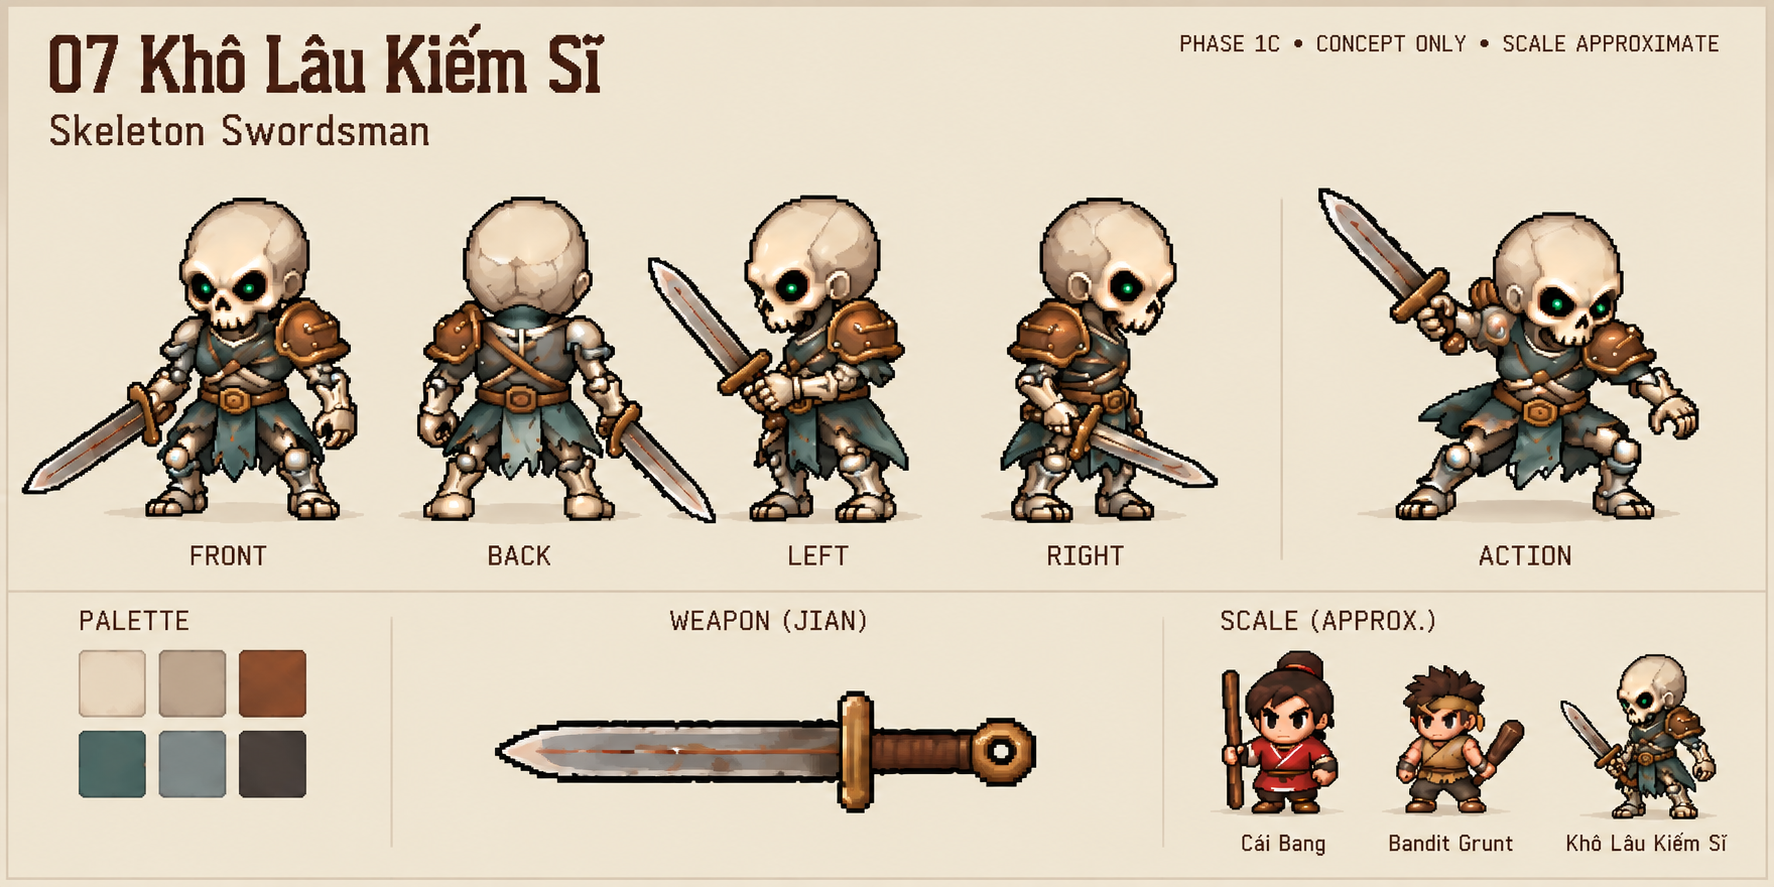 07 Khô Lâu Kiếm Sĩ
Skeleton Swordsman
PHASE 1C • CONCEPT ONLY • SCALE APPROXIMATE
FRONT
BACK
LEFT
RIGHT
ACTION
PALETTE
WEAPON (JIAN)
SCALE (APPROX.)
Cái Bang
Bandit Grunt
Khô Lâu Kiếm Sĩ